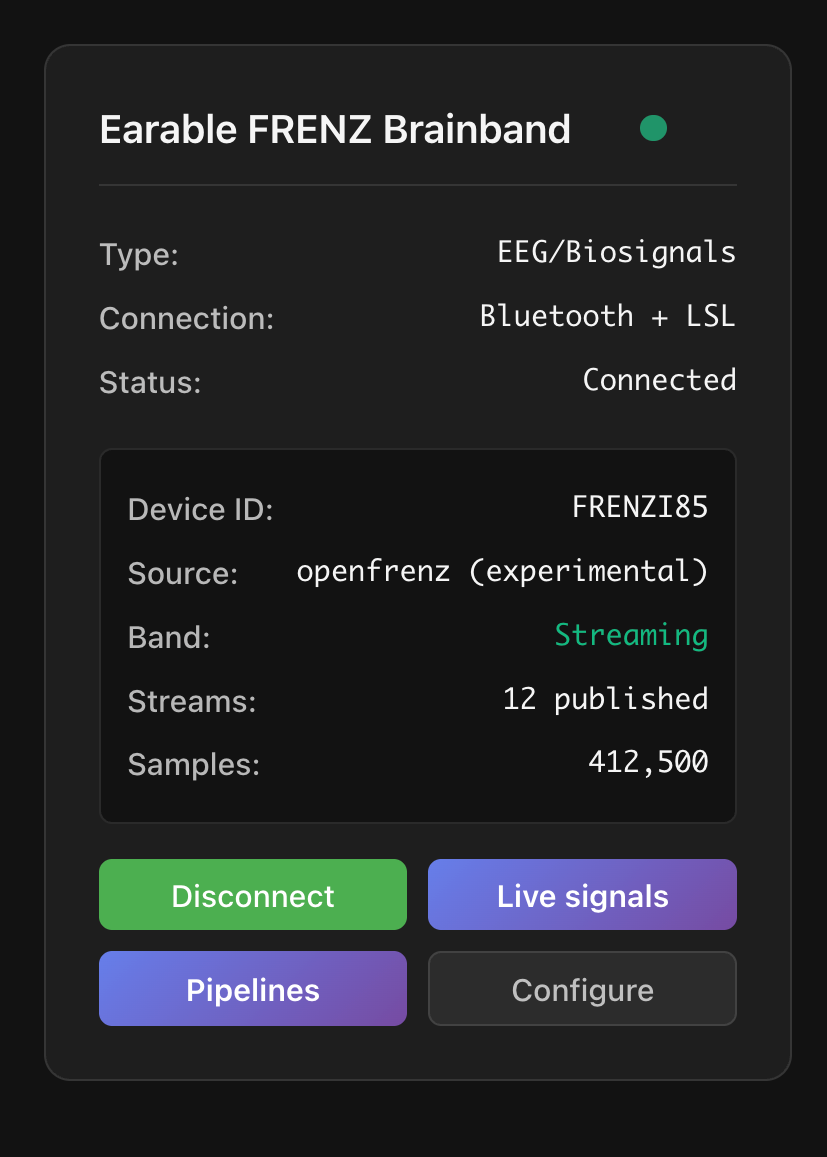 Earable FRENZ Brainband
Type: EEG/Biosignals
Connection: Bluetooth + LSL
Status: Connected
Device ID: FRENZI85
Source: openfrenz (experimental)
Band: Streaming
Streams: 12 published
Samples: 412,500
Disconnect Live signals
Pipelines Configure